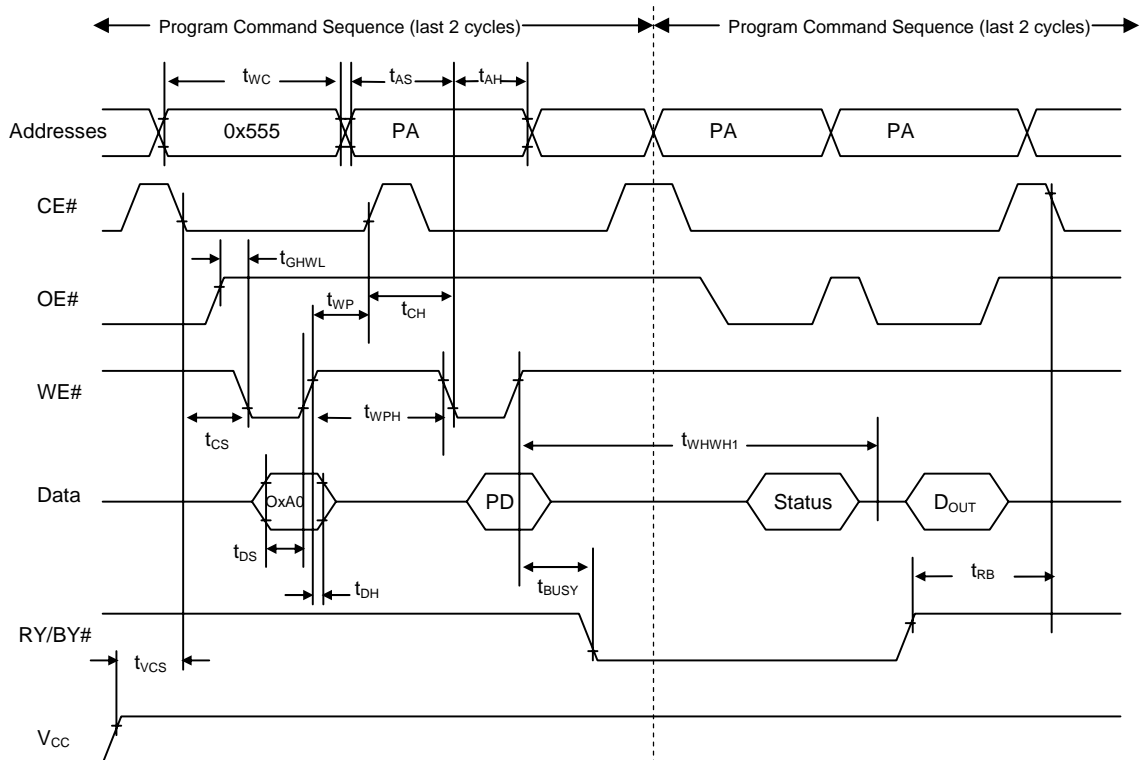 Program Command Sequence (last 2 cycles) Program Command Sequence (last 2 cycles)
tWC tAS tAH
Addresses 0x555 PA PA PA
CE#
tGHWL
OE#
tWP tCH
WE#
tCS tWPH tWHWH1
Data OxA0 PD Status DOUT
tDS tDH tBUSY tRB
RY/BY#
tVCS
VCC